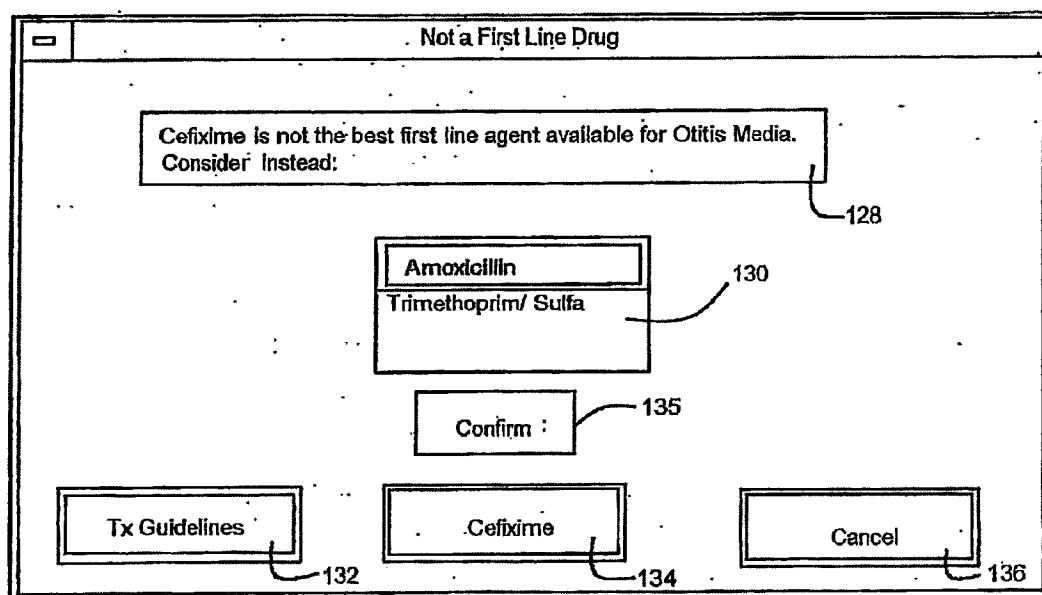 Not a First Line Drug
Cefixime is not the best first line agent available for Otitis Media.
Consider Instead:
128
Amoxicillin
Trimethoprim/ Sulfa
130
Confirm :
135
Tx Guidelines
132
Cefixime
134
Cancel
136